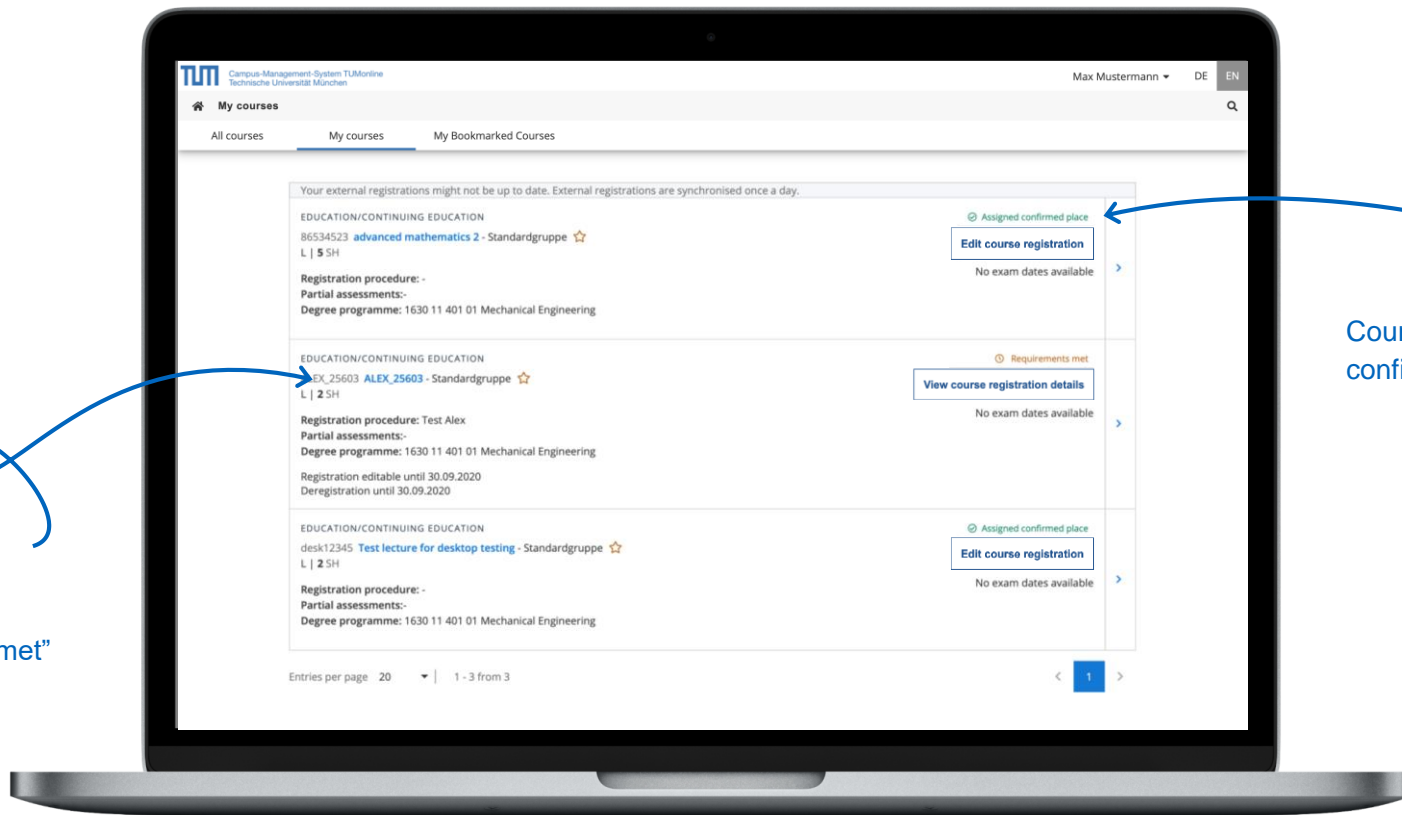 TUM Campus-Management-System TUMonline
Technische Universität München
Max Mustermann DE EN
My courses
All courses My courses My Bookmarked Courses
Your external registrations might not be up to date. External registrations are synchronised once a day.
EDUCATION/CONTINUING EDUCATION
Assigned confirmed place
86534523 advanced mathematics 2 - Standardgruppe
Edit course registration
L | 5 SH
No exam dates available
Registration procedure: -
Partial assessments:-
Degree programme: 1630 11 401 01 Mechanical Engineering
EDUCATION/CONTINUING EDUCATION
Requirements met
EX_25603 ALEX_25603 - Standardgruppe
View course registration details
L | 2 SH
No exam dates available
Registration procedure: Test Alex
Partial assessments:-
Degree programme: 1630 11 401 01 Mechanical Engineering
Registration editable until 30.09.2020
Deregistration until 30.09.2020
EDUCATION/CONTINUING EDUCATION
Assigned confirmed place
desk12345 Test lecture for desktop testing - Standardgruppe
Edit course registration
L | 2 SH
No exam dates available
Registration procedure: -
Partial assessments:-
Degree programme: 1630 11 401 01 Mechanical Engineering
Entries per page 20 | 1 - 3 from 3
< 1 >
Cour
confi
met”